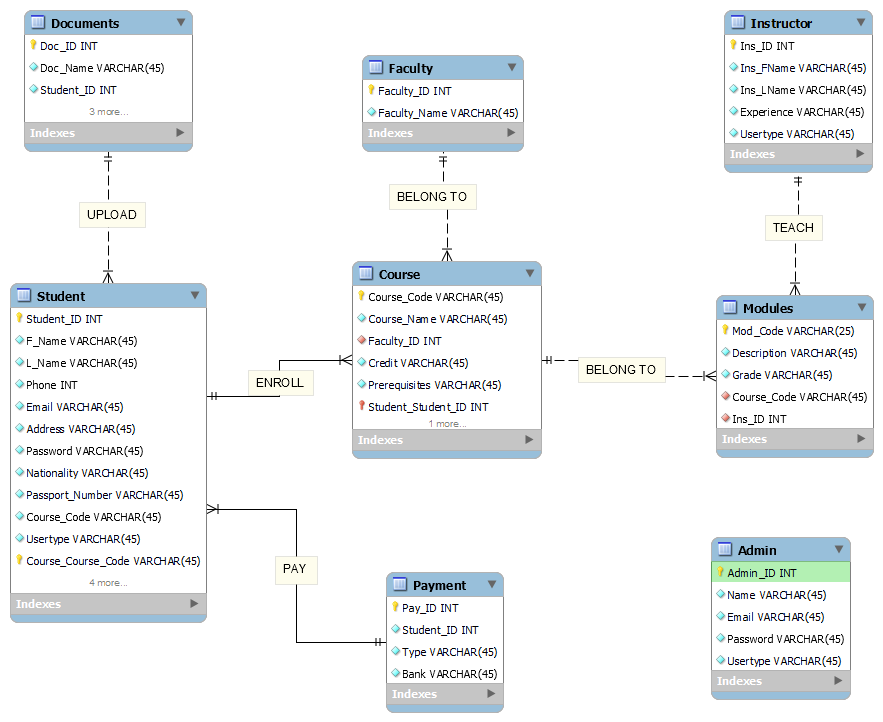 Documents
Doc_ID INT
Doc_Name VARCHAR(45)
Student_ID INT
3 more...
Indexes
Faculty
Faculty_ID INT
Faculty_Name VARCHAR(45)
Indexes
Instructor
Ins_ID INT
Ins_FName VARCHAR(45)
Ins_LName VARCHAR(45)
Experience VARCHAR(45)
Usertype VARCHAR(45)
Indexes
UPLOAD
BELONG TO
TEACH
Student
Student_ID INT
F_Name VARCHAR(45)
L_Name VARCHAR(45)
Phone INT
Email VARCHAR(45)
Address VARCHAR(45)
Password VARCHAR(45)
Nationality VARCHAR(45)
Passport_Number VARCHAR(45)
Course_Code VARCHAR(45)
Usertype VARCHAR(45)
Course_Course_Code VARCHAR(45)
4 more...
Indexes
ENROLL
Course
Course_Code VARCHAR(45)
Course_Name VARCHAR(45)
Faculty_ID INT
Credit VARCHAR(45)
Prerequisites VARCHAR(45)
Student_Student_ID INT
1 more...
Indexes
BELONG TO
Modules
Mod_Code VARCHAR(25)
Description VARCHAR(45)
Grade VARCHAR(45)
Course_Code VARCHAR(45)
Ins_ID INT
Indexes
PAY
Payment
Pay_ID INT
Student_ID INT
Type VARCHAR(45)
Bank VARCHAR(45)
Indexes
Admin
Admin_ID INT
Name VARCHAR(45)
Email VARCHAR(45)
Password VARCHAR(45)
Usertype VARCHAR(45)
Indexes